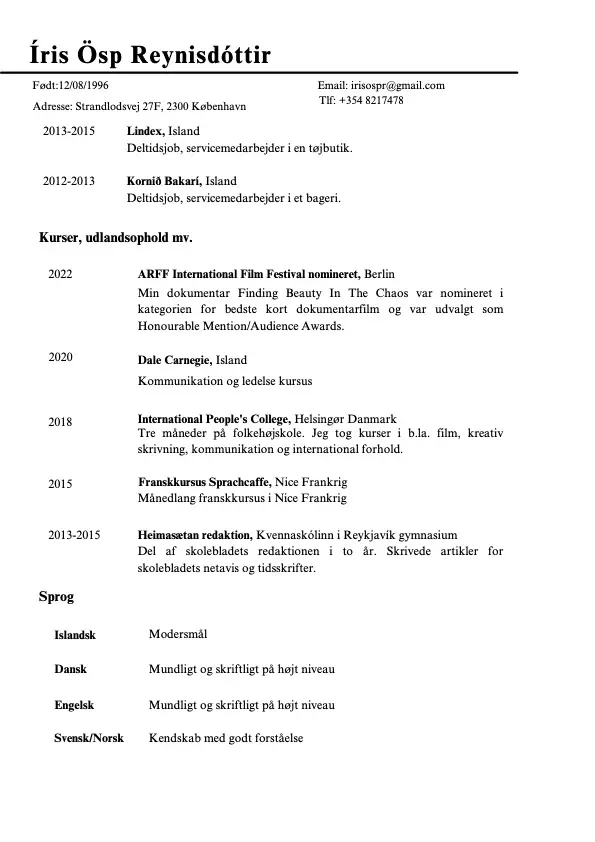 Íris Ösp Reynisdóttir
Født:12/08/1996
Email: irisospr@gmail.com
Adresse: Strandlodsvej 27F, 2300 København
Tlf: +354 8217478
2013-2015 Lindex, Island
Deltidsjob, servicemedarbejder i en tøjbutik.
2012-2013 Kornið Bakarí, Island
Deltidsjob, servicemedarbejder i et bageri.
Kurser, udlandsophold mv.
2022 ARFF International Film Festival nomineret, Berlin
Min dokumentar Finding Beauty In The Chaos var nomineret i
kategorien for bedste kort dokumentarfilm og var udvalgt som
Honourable Mention/Audience Awards.
2020 Dale Carnegie, Island
Kommunikation og ledelse kursus
2018 International People's College, Helsingør Danmark
Tre måneder på folkehøjskole. Jeg tog kurser i b.la. film, kreativ
skrivning, kommunikation og international forhold.
2015 Franskkursus Sprachcaffe, Nice Frankrig
Månedlang franskkursus i Nice Frankrig
2013-2015 Heimasætan redaktion, Kvennaskólinn i Reykjavík gymnasium
Del af skolebladets redaktionen i to år. Skrivede artikler for
skolebladets netavis og tidsskrifter.
Sprog
Islandsk Modersmål
Dansk Mundligt og skriftligt på højt niveau
Engelsk Mundligt og skriftligt på højt niveau
Svensk/Norsk Kendskab med godt forståelse